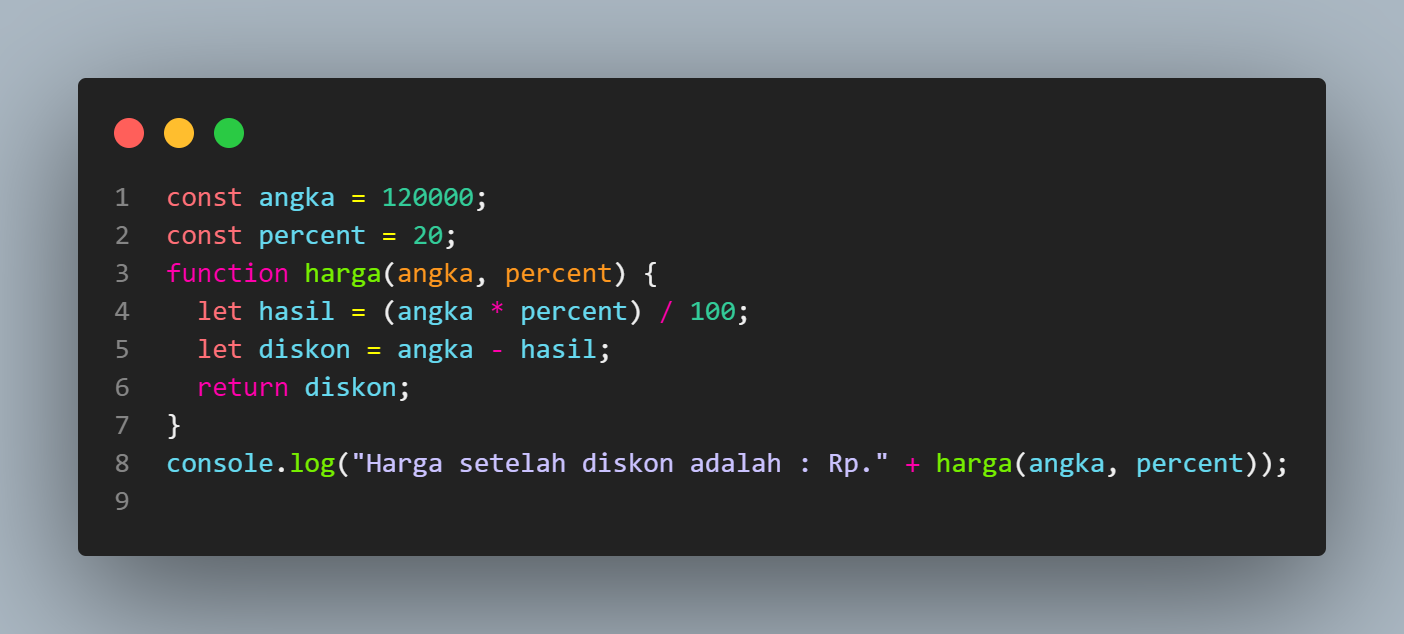 1 const angka = 120000;
2 const percent = 20;
3 function harga(angka, percent) {
4   let hasil = (angka * percent) / 100;
5   let diskon = angka - hasil;
6   return diskon;
7 }
8 console.log("Harga setelah diskon adalah : Rp." + harga(angka, percent));
9